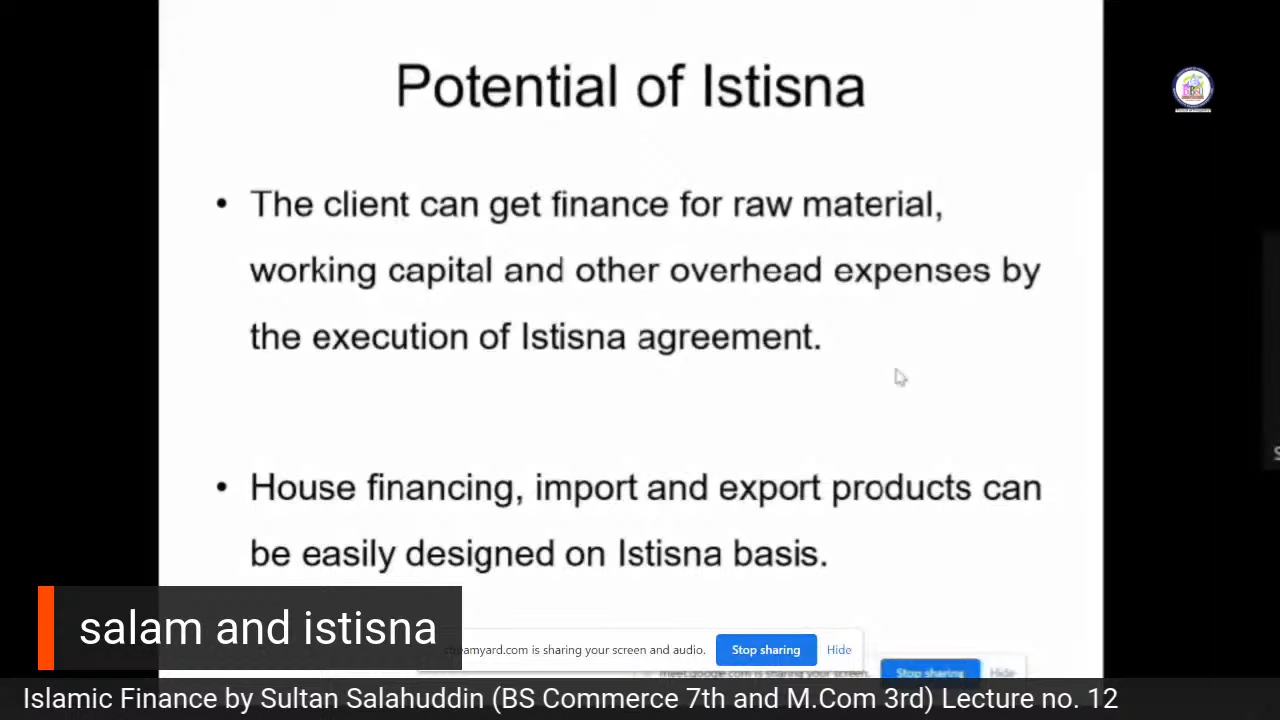 Potential of Istisna
• The client can get finance for raw material,
working capital and other overhead expenses by
the execution of Istisna agreement.
• House financing, import and export products can
be easily designed on Istisna basis.
salam and istisna
streamyard.com is sharing your screen and audio. Stop sharing Hide
meet.google.com is sharing your screen. Stop sharing Hide
Islamic Finance by Sultan Salahuddin (BS Commerce 7th and M.Com 3rd) Lecture no. 12